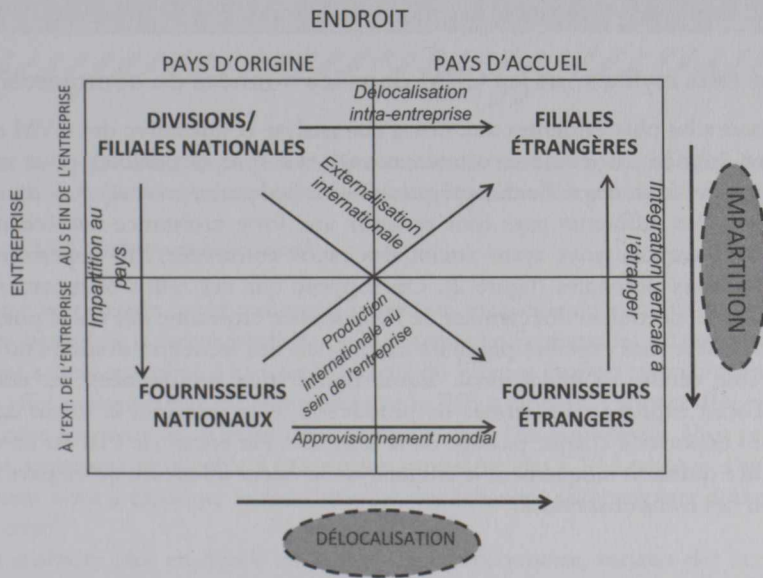 ENDROIT
PAYS D'ORIGINE
PAYS D'ACCUEIL
ENTREPRISE
AU SEIN DE L'ENTREPRISE
À L'EXT. DE L'ENTREPRISE
DIVISIONS/
FILIALES NATIONALES
Délocalisation
intra-entreprise
FILIALES
ÉTRANGÈRES
Externalisation
internationale
Impartition au
pays
Intégration verticale à
l'étranger
IMPARTITION
Production
internationale au
sein de l'entreprise
FOURNISSEURS
NATIONAUX
FOURNISSEURS
ÉTRANGERS
Approvisionnement mondial
DÉLOCALISATION